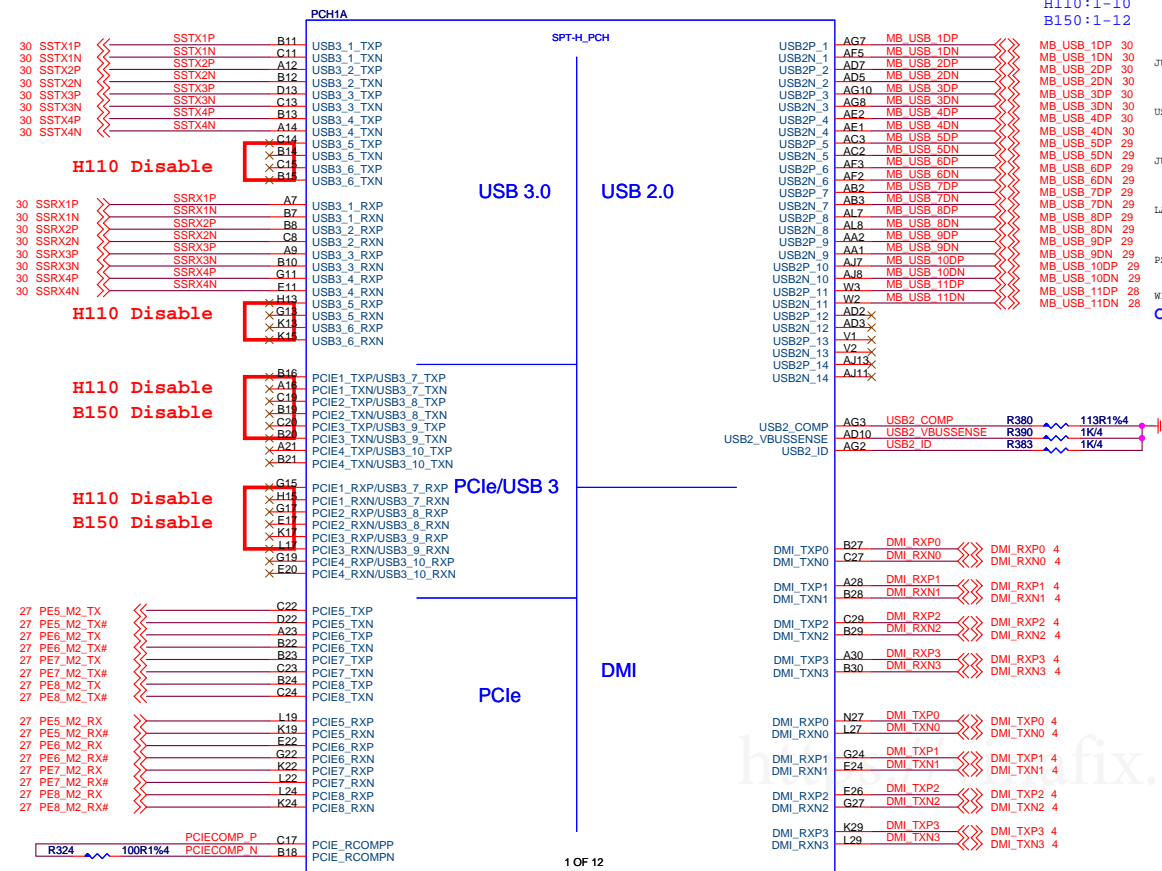 H110:1-10
B150:1-12
PCH1A
SPT-H_PCH
30 SSTX1P SSTX1P B11 USB3_1_TXP
30 SSTX1N SSTX1N C11 USB3_1_TXN
30 SSTX2P SSTX2P A12 USB3_2_TXP
30 SSTX2N SSTX2N B12 USB3_2_TXN
30 SSTX3P SSTX3P D13 USB3_3_TXP
30 SSTX3N SSTX3N C13 USB3_3_TXN
30 SSTX4P SSTX4P B13 USB3_4_TXP
30 SSTX4N SSTX4N A14 USB3_4_TXN
C14 USB3_5_TXP
B14 USB3_5_TXN
H110 Disable
C15 USB3_6_TXP
B15 USB3_6_TXN
USB 3.0
30 SSRX1P SSRX1P A7 USB3_1_RXP
30 SSRX1N SSRX1N B7 USB3_1_RXN
30 SSRX2P SSRX2P B8 USB3_2_RXP
30 SSRX2N SSRX2N C8 USB3_2_RXN
30 SSRX3P SSRX3P A9 USB3_3_RXP
30 SSRX3N SSRX3N B10 USB3_3_RXN
30 SSRX4P SSRX4P G11 USB3_4_RXP
30 SSRX4N SSRX4N E11 USB3_4_RXN
H13 USB3_5_RXP
G13 USB3_5_RXN
H110 Disable
K13 USB3_6_RXP
K15 USB3_6_RXN
B16 PCIE1_TXP/USB3_7_TXP
A16 PCIE1_TXN/USB3_7_TXN
H110 Disable
C19 PCIE2_TXP/USB3_8_TXP
B19 PCIE2_TXN/USB3_8_TXN
B150 Disable
C20 PCIE3_TXP/USB3_9_TXP
B20 PCIE3_TXN/USB3_9_TXN
A21 PCIE4_TXP/USB3_10_TXP
B21 PCIE4_TXN/USB3_10_TXN
PCIe/USB 3
G15 PCIE1_RXP/USB3_7_RXP
H15 PCIE1_RXN/USB3_7_RXN
H110 Disable
G17 PCIE2_RXP/USB3_8_RXP
E17 PCIE2_RXN/USB3_8_RXN
B150 Disable
K17 PCIE3_RXP/USB3_9_RXP
L17 PCIE3_RXN/USB3_9_RXN
G19 PCIE4_RXP/USB3_10_RXP
E20 PCIE4_RXN/USB3_10_RXN
27 PE5_M2_TX C22 PCIE5_TXP
27 PE5_M2_TX# D22 PCIE5_TXN
27 PE6_M2_TX A23 PCIE6_TXP
27 PE6_M2_TX# B22 PCIE6_TXN
27 PE7_M2_TX B23 PCIE7_TXP
27 PE7_M2_TX# C23 PCIE7_TXN
27 PE8_M2_TX B24 PCIE8_TXP
27 PE8_M2_TX# C24 PCIE8_TXN
PCIe
27 PE5_M2_RX L19 PCIE5_RXP
27 PE5_M2_RX# K19 PCIE5_RXN
27 PE6_M2_RX E22 PCIE6_RXP
27 PE6_M2_RX# G22 PCIE6_RXN
27 PE7_M2_RX K22 PCIE7_RXP
27 PE7_M2_RX# L22 PCIE7_RXN
27 PE8_M2_RX L24 PCIE8_RXP
27 PE8_M2_RX# K24 PCIE8_RXN
PCIECOMP_P C17 PCIE_RCOMPP
R324 100R1%4 PCIECOMP_N B18 PCIE_RCOMPN
USB2P_1 AG7 MB_USB_1DP MB_USB_1DP 30
USB2N_1 AF5 MB_USB_1DN MB_USB_1DN 30
USB2P_2 AD7 MB_USB_2DP MB_USB_2DP 30
USB2N_2 AD5 MB_USB_2DN MB_USB_2DN 30
USB2P_3 AG10 MB_USB_3DP MB_USB_3DP 30
USB2N_3 AG8 MB_USB_3DN MB_USB_3DN 30
USB2P_4 AE2 MB_USB_4DP MB_USB_4DP 30
USB2N_4 AE1 MB_USB_4DN MB_USB_4DN 30
USB2P_5 AC3 MB_USB_5DP MB_USB_5DP 29
USB2N_5 AC2 MB_USB_5DN MB_USB_5DN 29
USB2P_6 AF3 MB_USB_6DP MB_USB_6DP 29
USB2N_6 AF2 MB_USB_6DN MB_USB_6DN 29
USB 2.0
USB2P_7 AB2 MB_USB_7DP MB_USB_7DP 29
USB2N_7 AB3 MB_USB_7DN MB_USB_7DN 29
USB2P_8 AL7 MB_USB_8DP MB_USB_8DP 29
USB2N_8 AL8 MB_USB_8DN MB_USB_8DN 29
USB2P_9 AA2 MB_USB_9DP MB_USB_9DP 29
USB2N_9 AA1 MB_USB_9DN MB_USB_9DN 29
USB2P_10 AJ7 MB_USB_10DP MB_USB_10DP 29
USB2N_10 AJ8 MB_USB_10DN MB_USB_10DN 29
USB2P_11 W3 MB_USB_11DP MB_USB_11DP 28
USB2N_11 W2 MB_USB_11DN MB_USB_11DN 28
USB2P_12 AD2
USB2N_12 AD3
USB2P_13 V1
USB2N_13 V2
USB2P_14 AJ13
USB2N_14 AJ11
USB2_COMP AG3 USB2_COMP R380 113R1%4
USB2_VBUSSENSE AD10 USB2_VBUSSENSE R390 1K/4
USB2_ID AG2 USB2_ID R383 1K/4
DMI_TXP0 B27 DMI_RXP0 DMI_RXP0 4
DMI_TXN0 C27 DMI_RXN0 DMI_RXN0 4
DMI_TXP1 A28 DMI_RXP1 DMI_RXP1 4
DMI_TXN1 B28 DMI_RXN1 DMI_RXN1 4
DMI_TXP2 C29 DMI_RXP2 DMI_RXP2 4
DMI_TXN2 B29 DMI_RXN2 DMI_RXN2 4
DMI_TXP3 A30 DMI_RXP3 DMI_RXP3 4
DMI_TXN3 B30 DMI_RXN3 DMI_RXN3 4
DMI
DMI_RXP0 N27 DMI_TXP0 DMI_TXP0 4
DMI_RXN0 L27 DMI_TXN0 DMI_TXN0 4
DMI_RXP1 G24 DMI_TXP1 DMI_TXP1 4
DMI_RXN1 E24 DMI_TXN1 DMI_TXN1 4
DMI_RXP2 E26 DMI_TXP2 DMI_TXP2 4
DMI_RXN2 G27 DMI_TXN2 DMI_TXN2 4
DMI_RXP3 K29 DMI_TXP3 DMI_TXP3 4
DMI_RXN3 L29 DMI_TXN3 DMI_TXN3 4
1 OF 12